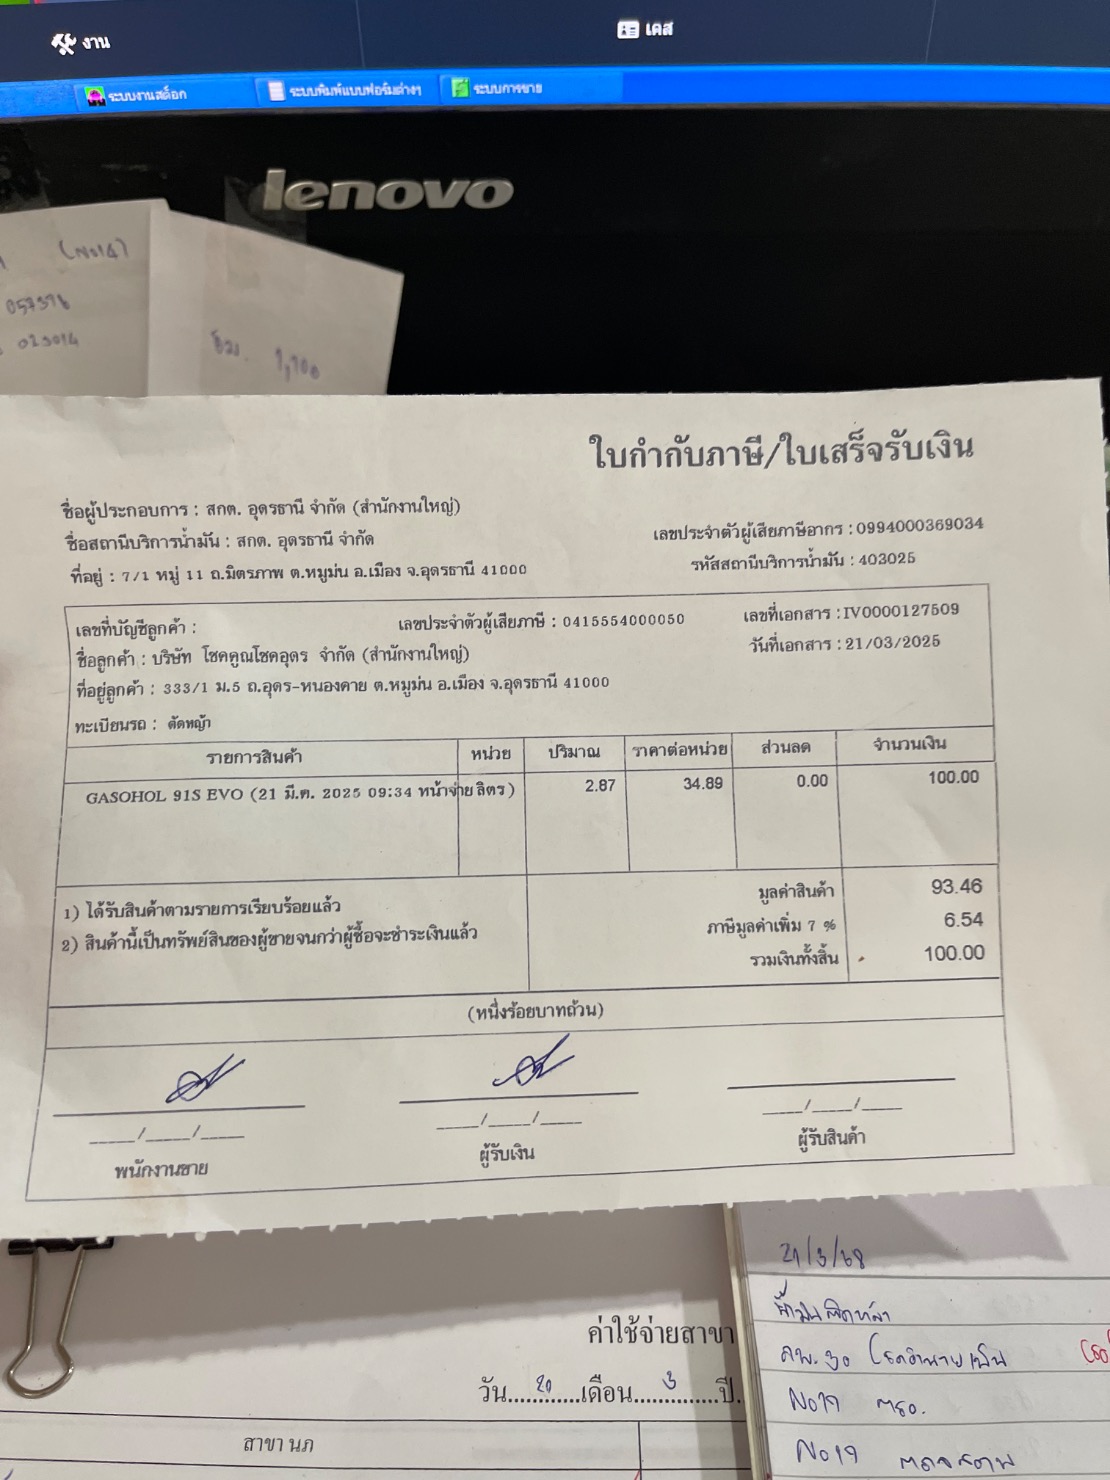 งาน
เคส
ระบบงานสต็อก ระบบพิมพ์แบบฟอร์มต่างๆ ระบบการขาย
lenovo
(No14)
057376
023014
1,700
ใบกำกับภาษี/ใบเสร็จรับเงิน
ชื่อผู้ประกอบการ : สกต. อุดรธานี จำกัด (สำนักงานใหญ่)
ชื่อสถานีบริการน้ำมัน : สกต. อุดรธานี จำกัด
เลขประจำตัวผู้เสียภาษีอากร : 0994000369034
ที่อยู่ : 7/1 หมู่ 11 ถ.มิตรภาพ ต.หมูม่น อ.เมือง จ.อุดรธานี 41000
รหัสสถานีบริการน้ำมัน : 403025
เลขที่บัญชีลูกค้า : เลขประจำตัวผู้เสียภาษี : 0415554000050 เลขที่เอกสาร : IV0000127509
ชื่อลูกค้า : บริษัท โชคคูณโชคอุดร จำกัด (สำนักงานใหญ่) วันที่เอกสาร : 21/03/2025
ที่อยู่ลูกค้า : 333/1 ม.5 ถ.อุดร-หนองคาย ต.หมูม่น อ.เมือง จ.อุดรธานี 41000
ทะเบียนรถ : ตัดหญ้า
รายการสินค้า หน่วย ปริมาณ ราคาต่อหน่วย ส่วนลด จำนวนเงิน
GASOHOL 91S EVO (21 มี.ค. 2025 09:34 หน้าจ่าย ลิตร ) 2.87 34.89 0.00 100.00
1) ได้รับสินค้าตามรายการเรียบร้อยแล้ว
2) สินค้านี้เป็นทรัพย์สินของผู้ขายจนกว่าผู้ซื้อจะชำระเงินแล้ว
มูลค่าสินค้า 93.46
ภาษีมูลค่าเพิ่ม 7 % 6.54
รวมเงินทั้งสิ้น 100.00
(หนึ่งร้อยบาทถ้วน)
____/____/____ ____/____/____ ____/____/____
พนักงานขาย ผู้รับเงิน ผู้รับสินค้า
ค่าใช้จ่ายสาขา
วัน....20....เดือน....3....ปี.
สาขา นภ
21/3/68
น้ำมันตัดหญ้า
No19
No19